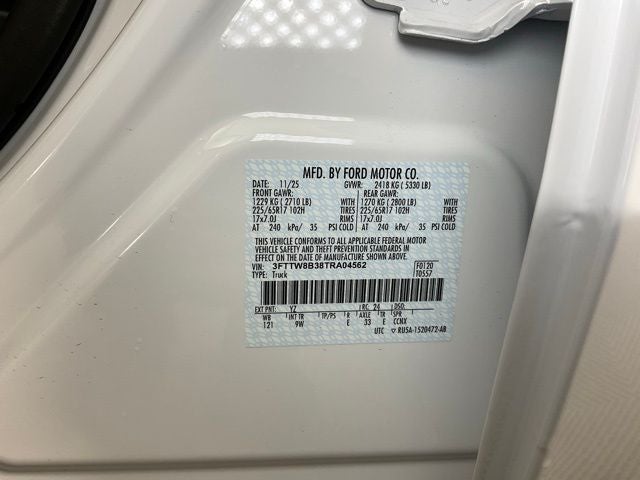 MFD. BY FORD MOTOR CO.
DATE: 11/25 GVWR: 2418 KG ( 5330 LB)
FRONT GAWR: REAR GAWR:
1229 KG ( 2710 LB) WITH 1270 KG ( 2800 LB) WITH
225/65R17 102H TIRES 225/65R17 102H TIRES
17x7.0J RIMS 17x7.0J RIMS
AT 240 kPa/ 35 PSI COLD AT 240 kPa/ 35 PSI COLD
THIS VEHICLE CONFORMS TO ALL APPLICABLE FEDERAL MOTOR
VEHICLE SAFETY AND BUMPER AND THEFT PREVENTION STANDARDS
IN EFFECT ON THE DATE OF MANUFACTURE SHOWN ABOVE.
VIN: 3FTTW8B38TRA04562 F0120
TYPE: Truck T0557
EXT PNT: YZ RC: 24 DSO:
WB INT TR TP/PS R AXLE TR SPR
121 9W E 33 E CCNX
UTC ▽ RU5A-1520472-AB